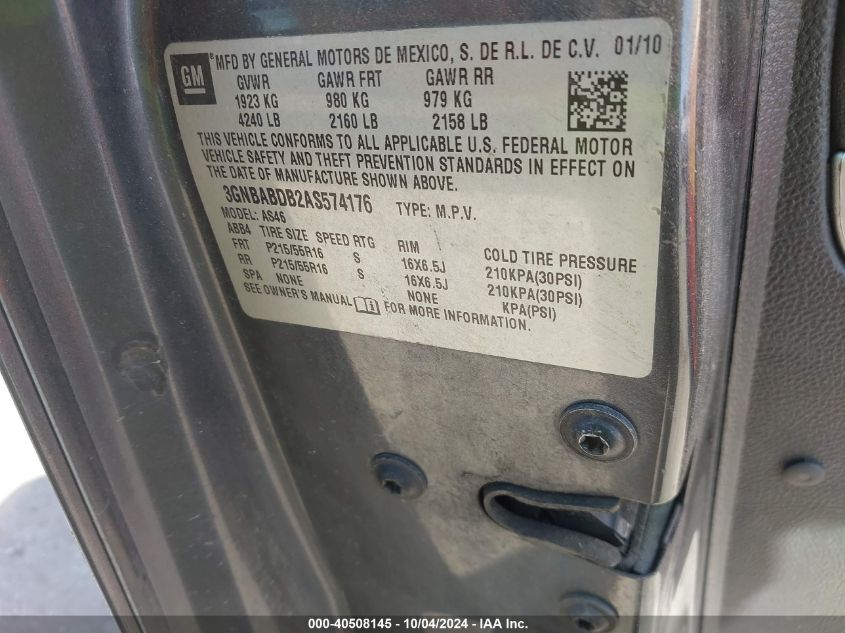 GM ® MFD BY GENERAL MOTORS DE MEXICO, S. DE R.L. DE C.V. 01/10
GVWR GAWR FRT GAWR RR
1923 KG 980 KG 979 KG
4240 LB 2160 LB 2158 LB
THIS VEHICLE CONFORMS TO ALL APPLICABLE U.S. FEDERAL MOTOR
VEHICLE SAFETY AND THEFT PREVENTION STANDARDS IN EFFECT ON
THE DATE OF MANUFACTURE SHOWN ABOVE.
3GNBABDB2AS574176 TYPE: M.P.V.
MODEL: AS46
ABB4 TIRE SIZE SPEED RTG RIM COLD TIRE PRESSURE
FRT P215/55R16 S 16X6.5J 210KPA(30PSI)
RR P215/55R16 S 16X6.5J 210KPA(30PSI)
SPA NONE NONE KPA(PSI)
SEE OWNER'S MANUAL FOR MORE INFORMATION.
000-40508145 - 10/04/2024 - IAA Inc.